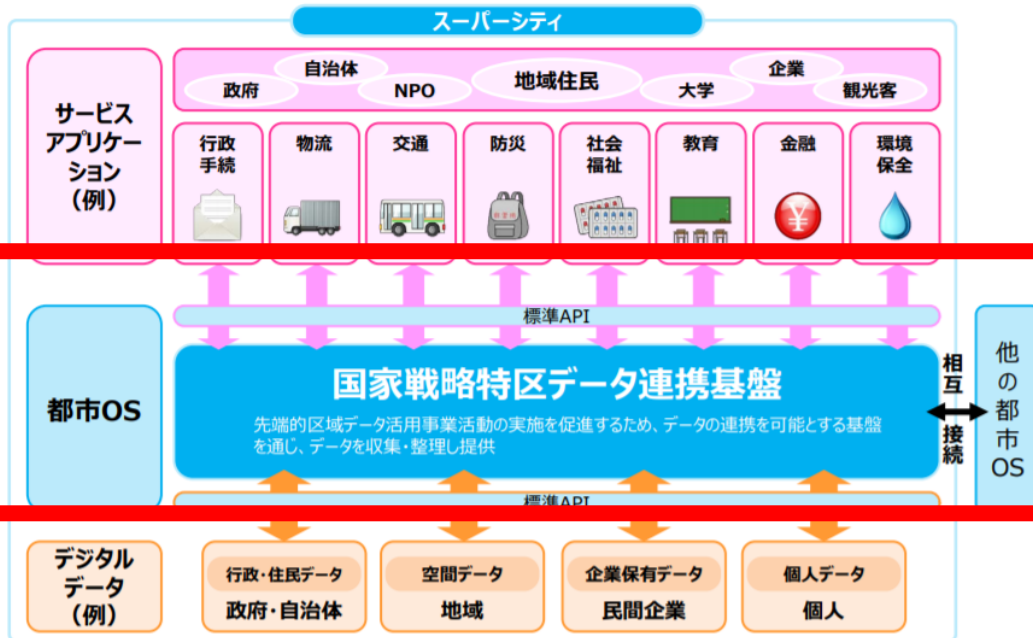 スーパーシティ
サービス
アプリケー
ション
（例）
政府
自治体
NPO
地域住民
大学
企業
観光客
行政
手続
物流
交通
防災
社会
福祉
教育
金融
環境
保全
標準API
都市OS
国家戦略特区データ連携基盤
先端的区域データ活用事業活動の実施を促進するため、データの連携を可能とする基盤
を通じ、データを収集・整理し提供
相互
接続
他の都市OS
標準API
デジタル
データ
（例）
行政・住民データ
政府・自治体
空間データ
地域
企業保有データ
民間企業
個人データ
個人